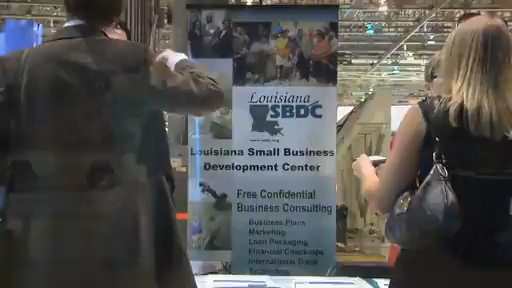 Louisiana
SBDC
Louisiana Small Business
Development Center
Free Confidential
Business Consulting
Business Plans
Marketing
Loan Packaging
Financial Checkups
International Trade